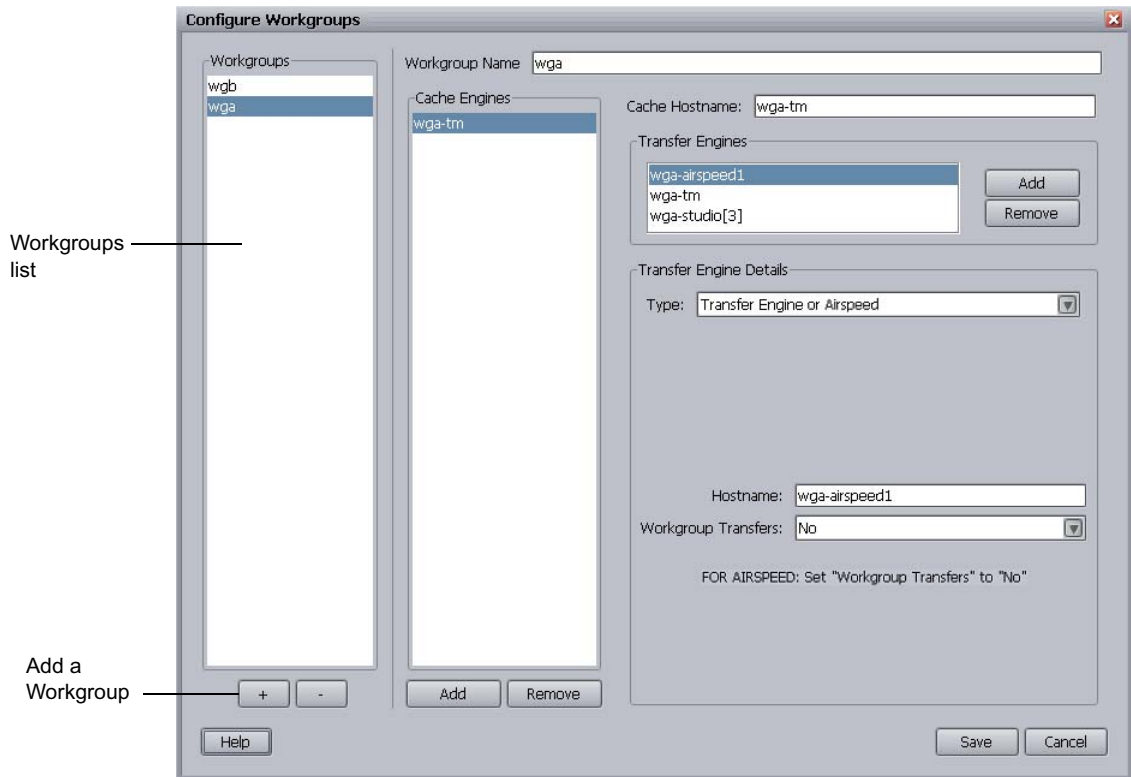 Configure Workgroups
Workgroups
wgb
wga
Workgroup Name wga
Cache Engines
wga-tm
Cache Hostname: wga-tm
Transfer Engines
wga-airspeed1
wga-tm
wga-studio[3]
Add
Remove
Transfer Engine Details
Type: Transfer Engine or Airspeed
Hostname: wga-airspeed1
Workgroup Transfers: No
FOR AIRSPEED: Set "Workgroup Transfers" to "No"
Workgroups
list
Add a
Workgroup
+ -
Add Remove
Help
Save Cancel